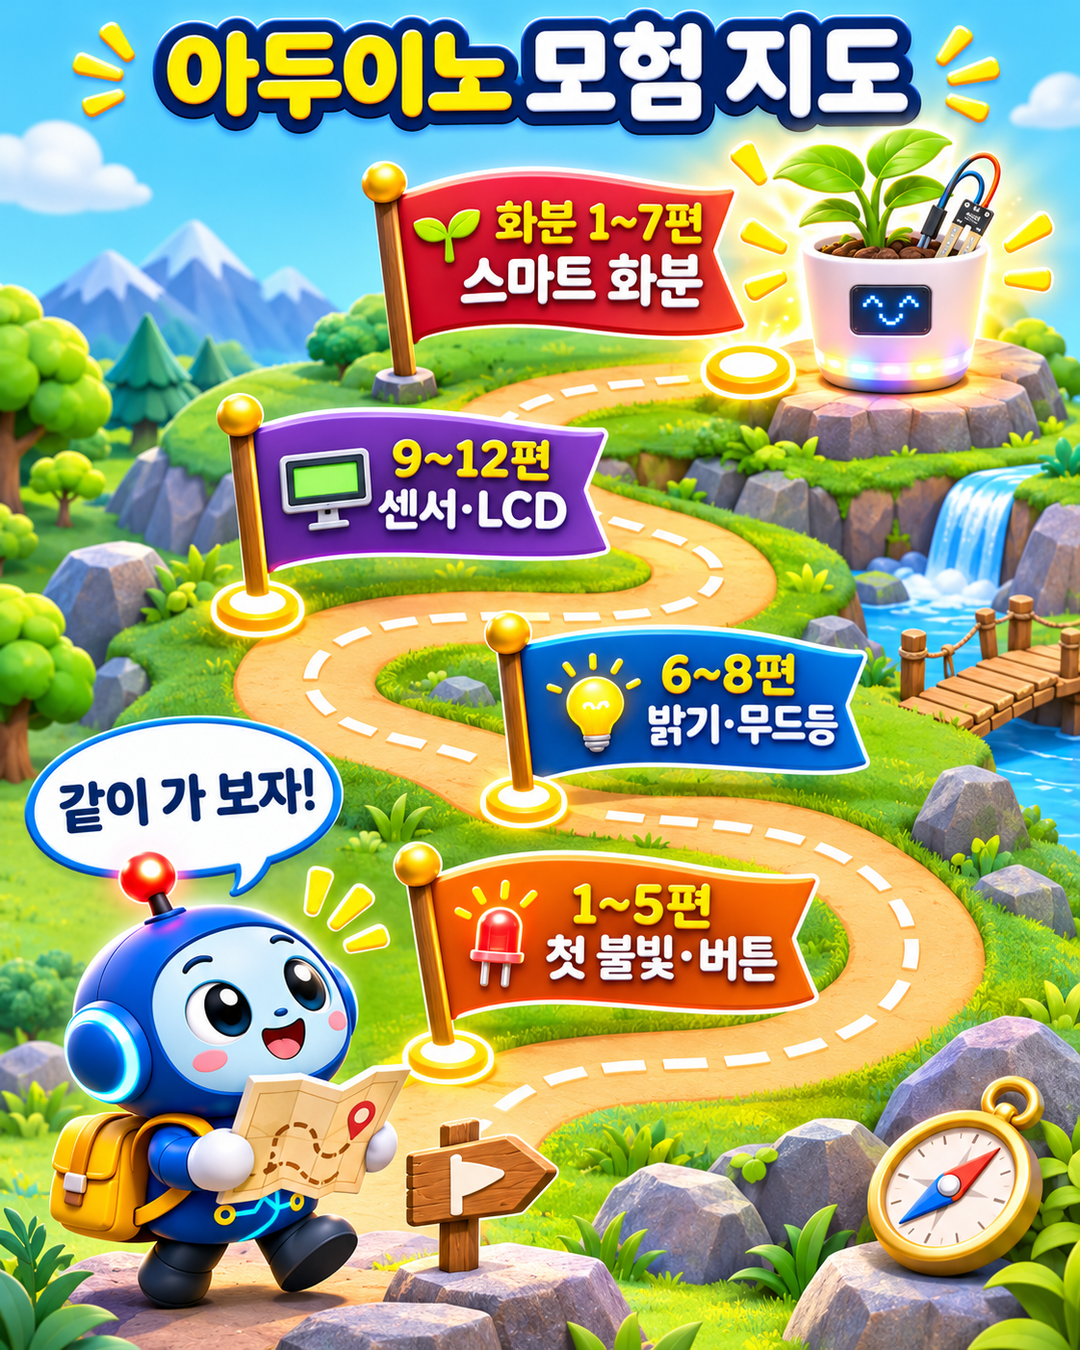 아두이노 모험 지도
화분 1~7편
스마트 화분
9~12편
센서·LCD
6~8편
밝기·무드등
같이 가 보자!
1~5편
첫 불빛·버튼